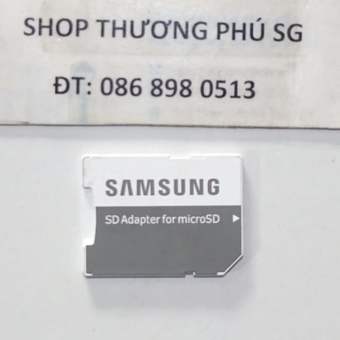 SHOP THƯƠNG PHÚ SG
ĐT: 086 898 0513
SAMSUNG
SD Adapter for microSD